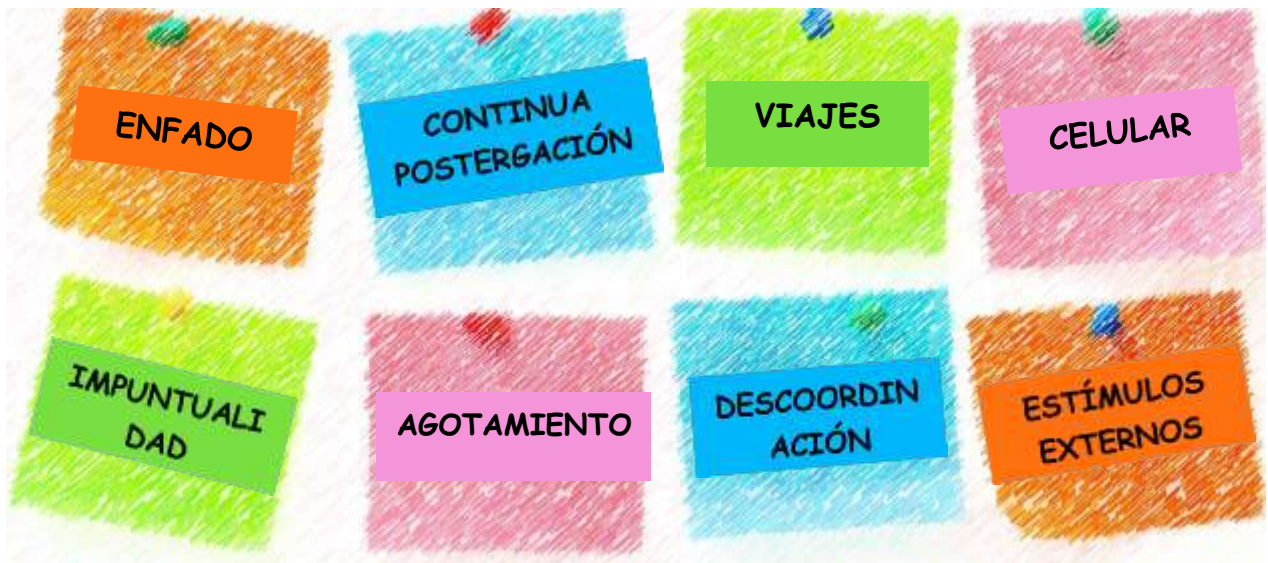 ENFADO
CONTINUA
POSTERGACIÓN
VIAJES
CELULAR
IMPUNTUALI
DAD
AGOTAMIENTO
DESCOORDIN
ACIÓN
ESTÍMULOS
EXTERNOS